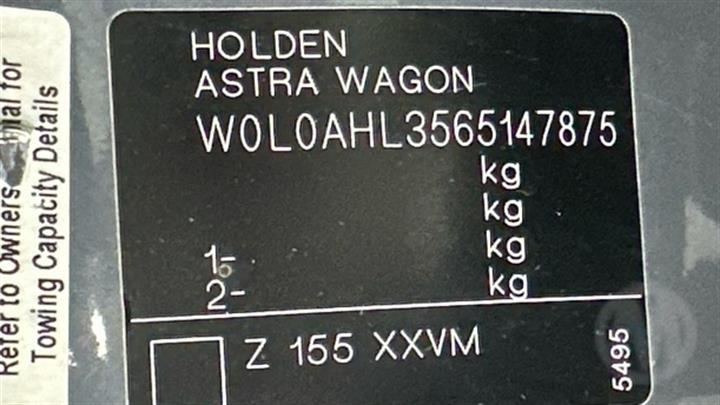 HOLDEN
ASTRA WAGON
W0L0AHL3565147875
kg
kg
1- kg
2- kg
Z 155 XXVM
5495
Refer to Owners for
Towing Capacity Details